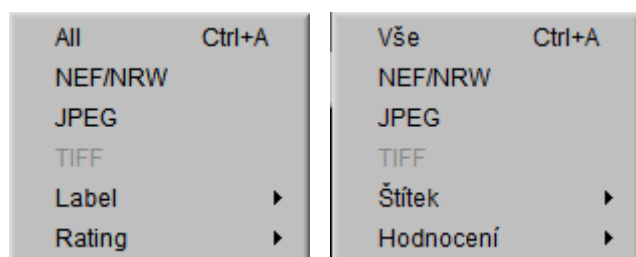 All Ctrl+A
NEF/NRW
JPEG
TIFF
Label
Rating
Vše Ctrl+A
NEF/NRW
JPEG
TIFF
Štítek
Hodnocení